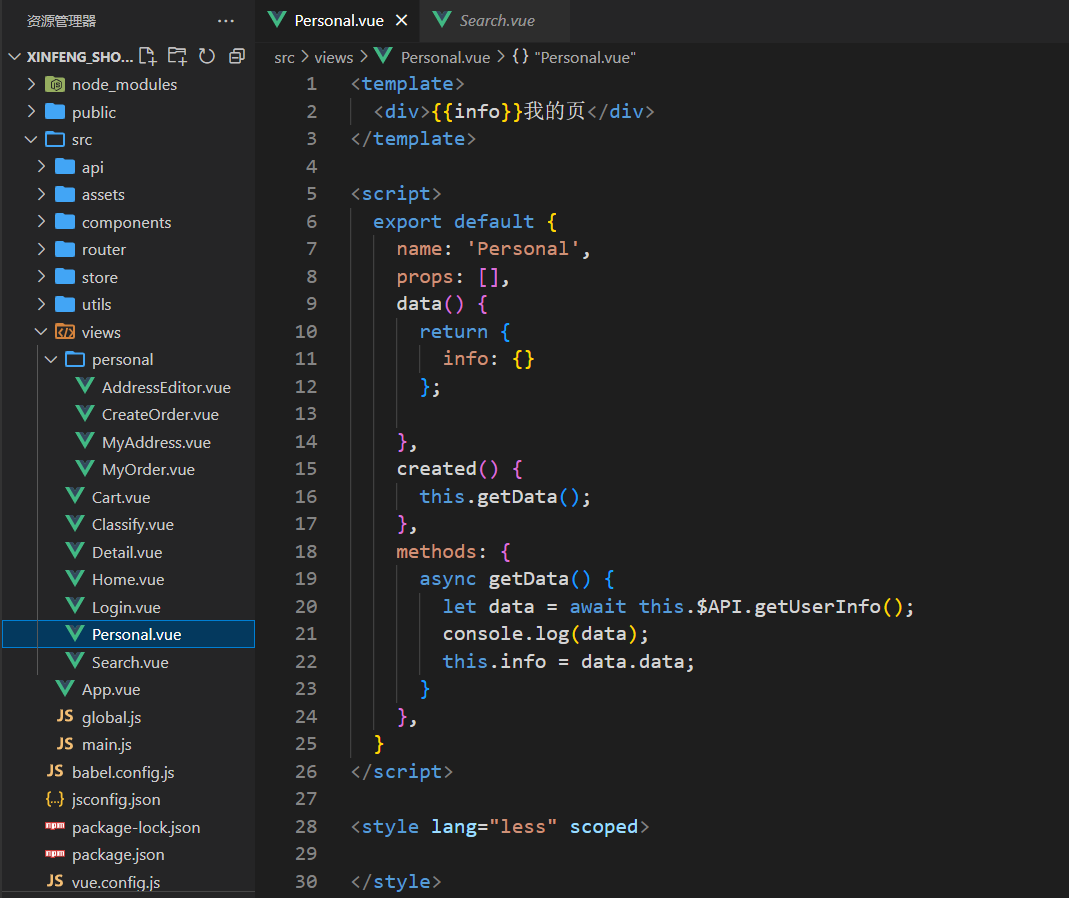 资源管理器 ...
XINFENG_SHO...
node_modules
public
src
api
assets
components
router
store
utils
views
personal
AddressEditor.vue
CreateOrder.vue
MyAddress.vue
MyOrder.vue
Cart.vue
Classify.vue
Detail.vue
Home.vue
Login.vue
Personal.vue
Search.vue
App.vue
JS global.js
JS main.js
JS babel.config.js
{..} jsconfig.json
npm package-lock.json
npm package.json
JS vue.config.js
Personal.vue Search.vue
src > views > Personal.vue > {} "Personal.vue"
1 <template>
2 <div>{{info}}我的页</div>
3 </template>
4
5 <script>
6 export default {
7 name: 'Personal',
8 props: [],
9 data() {
10 return {
11 info: {}
12 };
13
14 },
15 created() {
16 this.getData();
17 },
18 methods: {
19 async getData() {
20 let data = await this.$API.getUserInfo();
21 console.log(data);
22 this.info = data.data;
23 }
24 },
25 }
26 </script>
27
28 <style lang="less" scoped>
29
30 </style>